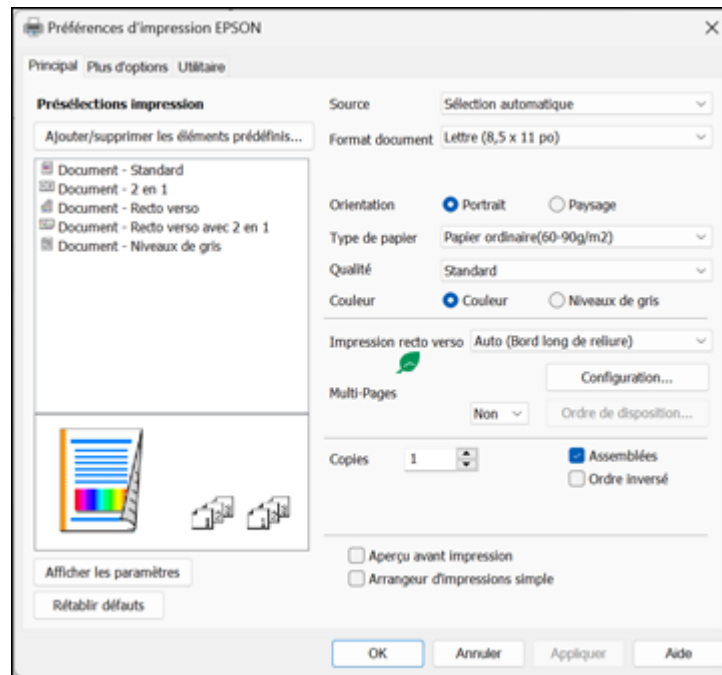 Préférences d'impression EPSON
Principal Plus d'options Utilitaire
Présélections impression
Ajouter/supprimer les éléments prédéfinis...
Document - Standard
Document - 2 en 1
Document - Recto verso
Document - Recto verso avec 2 en 1
Document - Niveaux de gris
Afficher les paramètres
Rétablir défauts
Source Sélection automatique
Format document Lettre (8,5 x 11 po)
Orientation Portrait Paysage
Type de papier Papier ordinaire(60-90g/m2)
Qualité Standard
Couleur Couleur Niveaux de gris
Impression recto verso Auto (Bord long de reliure)
Configuration...
Multi-Pages
Non Ordre de disposition...
Copies 1 Assemblées
Ordre inversé
Aperçu avant impression
Arrangeur d'impressions simple
OK Annuler Appliquer Aide